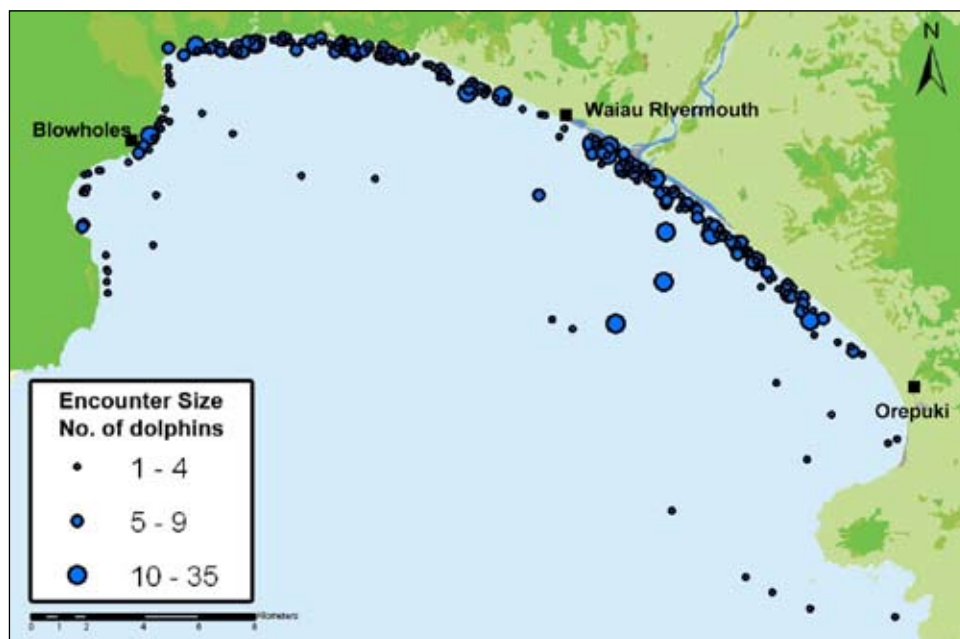 N
Waiau Rivermouth
Blowholes
Orepuki
Encounter Size
No. of dolphins
1 - 4
5 - 9
10 - 35
Kilometers
0 1 2 4 6 8